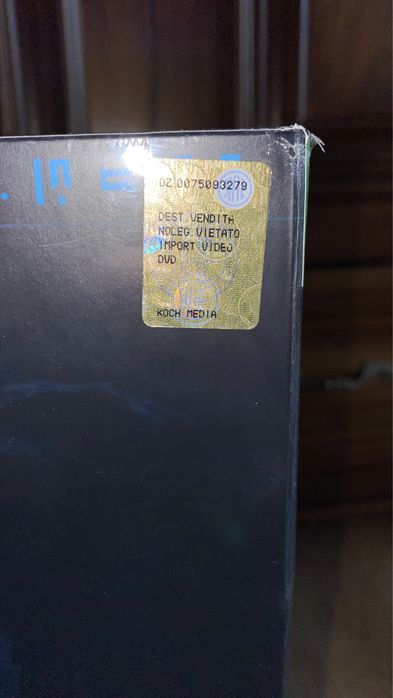 DZ 0075093279
DEST.VENDITA
NOLEG.VIETATO
IMPORT VIDEO
DVD
KOCH MEDIA